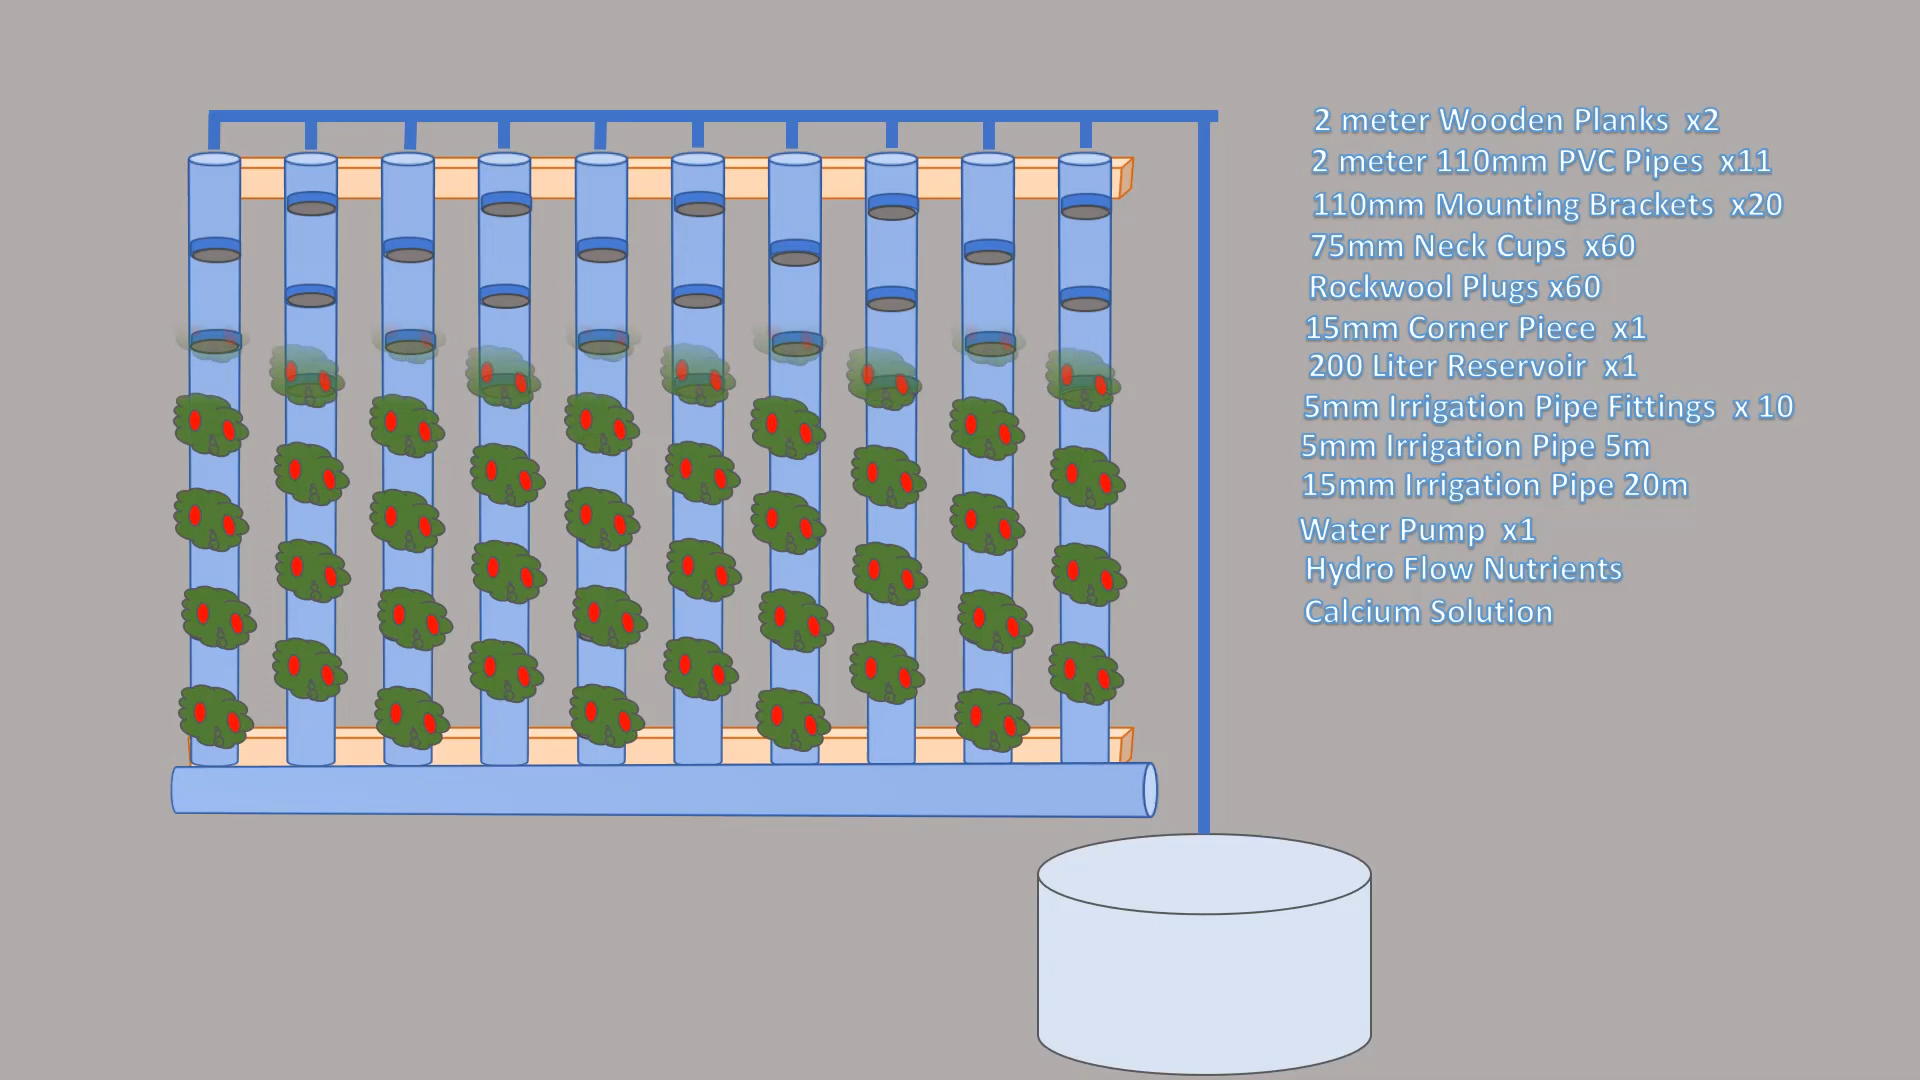 2 meter Wooden Planks x2
2 meter 110mm PVC Pipes x11
110mm Mounting Brackets x20
75mm Neck Cups x60
Rockwool Plugs x60
15mm Corner Piece x1
200 Liter Reservoir x1
5mm Irrigation Pipe Fittings x 10
5mm Irrigation Pipe 5m
15mm Irrigation Pipe 20m
Water Pump x1
Hydro Flow Nutrients
Calcium Solution